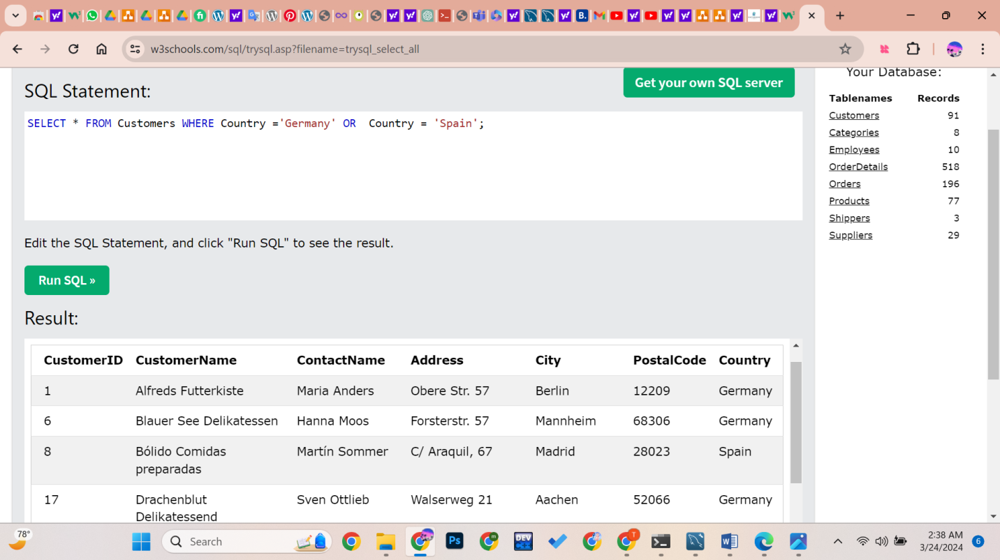 w3schools.com/sql/trysql.asp?filename=trysql_select_all
SQL Statement:
Get your own SQL server
SELECT * FROM Customers WHERE Country ='Germany' OR  Country = 'Spain';
Edit the SQL Statement, and click "Run SQL" to see the result.
Run SQL »
Result:
CustomerID CustomerName ContactName Address City PostalCode Country
1 Alfreds Futterkiste Maria Anders Obere Str. 57 Berlin 12209 Germany
6 Blauer See Delikatessen Hanna Moos Forsterstr. 57 Mannheim 68306 Germany
8 Bólido Comidas preparadas Martín Sommer C/ Araquil, 67 Madrid 28023 Spain
17 Drachenblut Delikatessend Sven Ottlieb Walserweg 21 Aachen 52066 Germany
Your Database:
Tablenames Records
Customers 91
Categories 8
Employees 10
OrderDetails 518
Orders 196
Products 77
Shippers 3
Suppliers 29
78°
Search
Ps
DEV
2:38 AM
3/24/2024
6